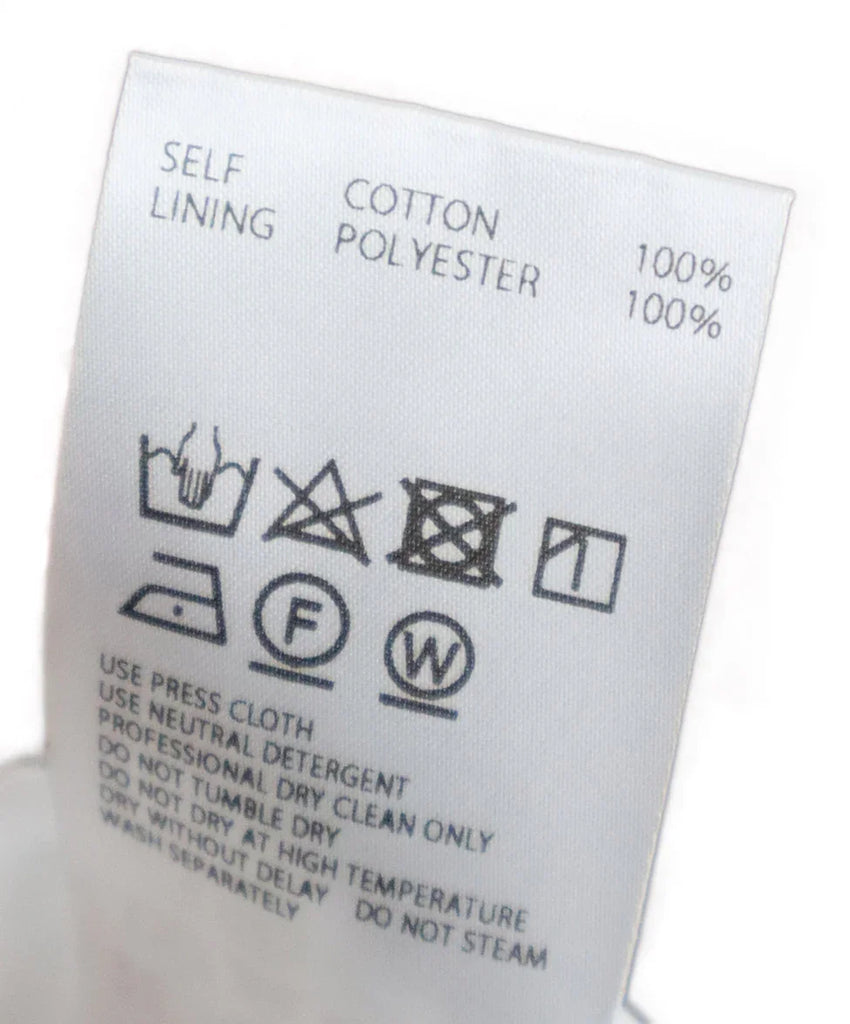 SELF COTTON 100%
LINING POLYESTER 100%
F
W
USE PRESS CLOTH
USE NEUTRAL DETERGENT
PROFESSIONAL DRY CLEAN ONLY
DO NOT TUMBLE DRY
DO NOT DRY AT HIGH TEMPERATURE
DRY WITHOUT DELAY DO NOT STEAM
WASH SEPARATELY